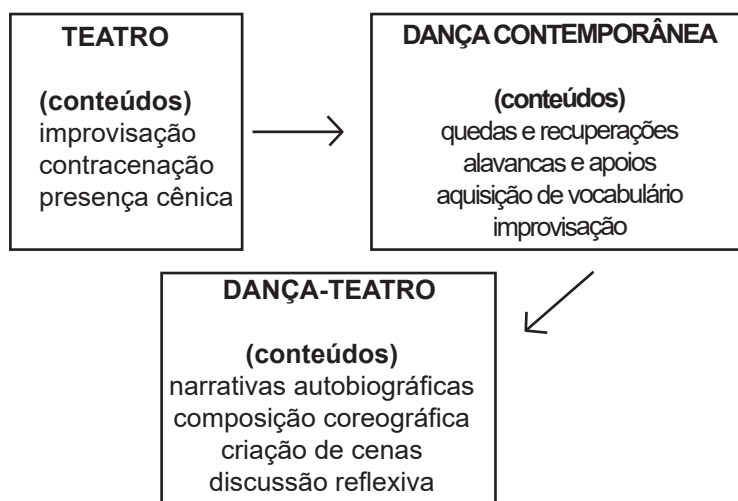 TEATRO
(conteúdos)
improvisação
contracenação
presença cênica
DANÇA CONTEMPORÂNEA
(conteúdos)
quedas e recuperações
alavancas e apoios
aquisição de vocabulário
improvisação
DANÇA-TEATRO
(conteúdos)
narrativas autobiográficas
composição coreográfica
criação de cenas
discussão reflexiva